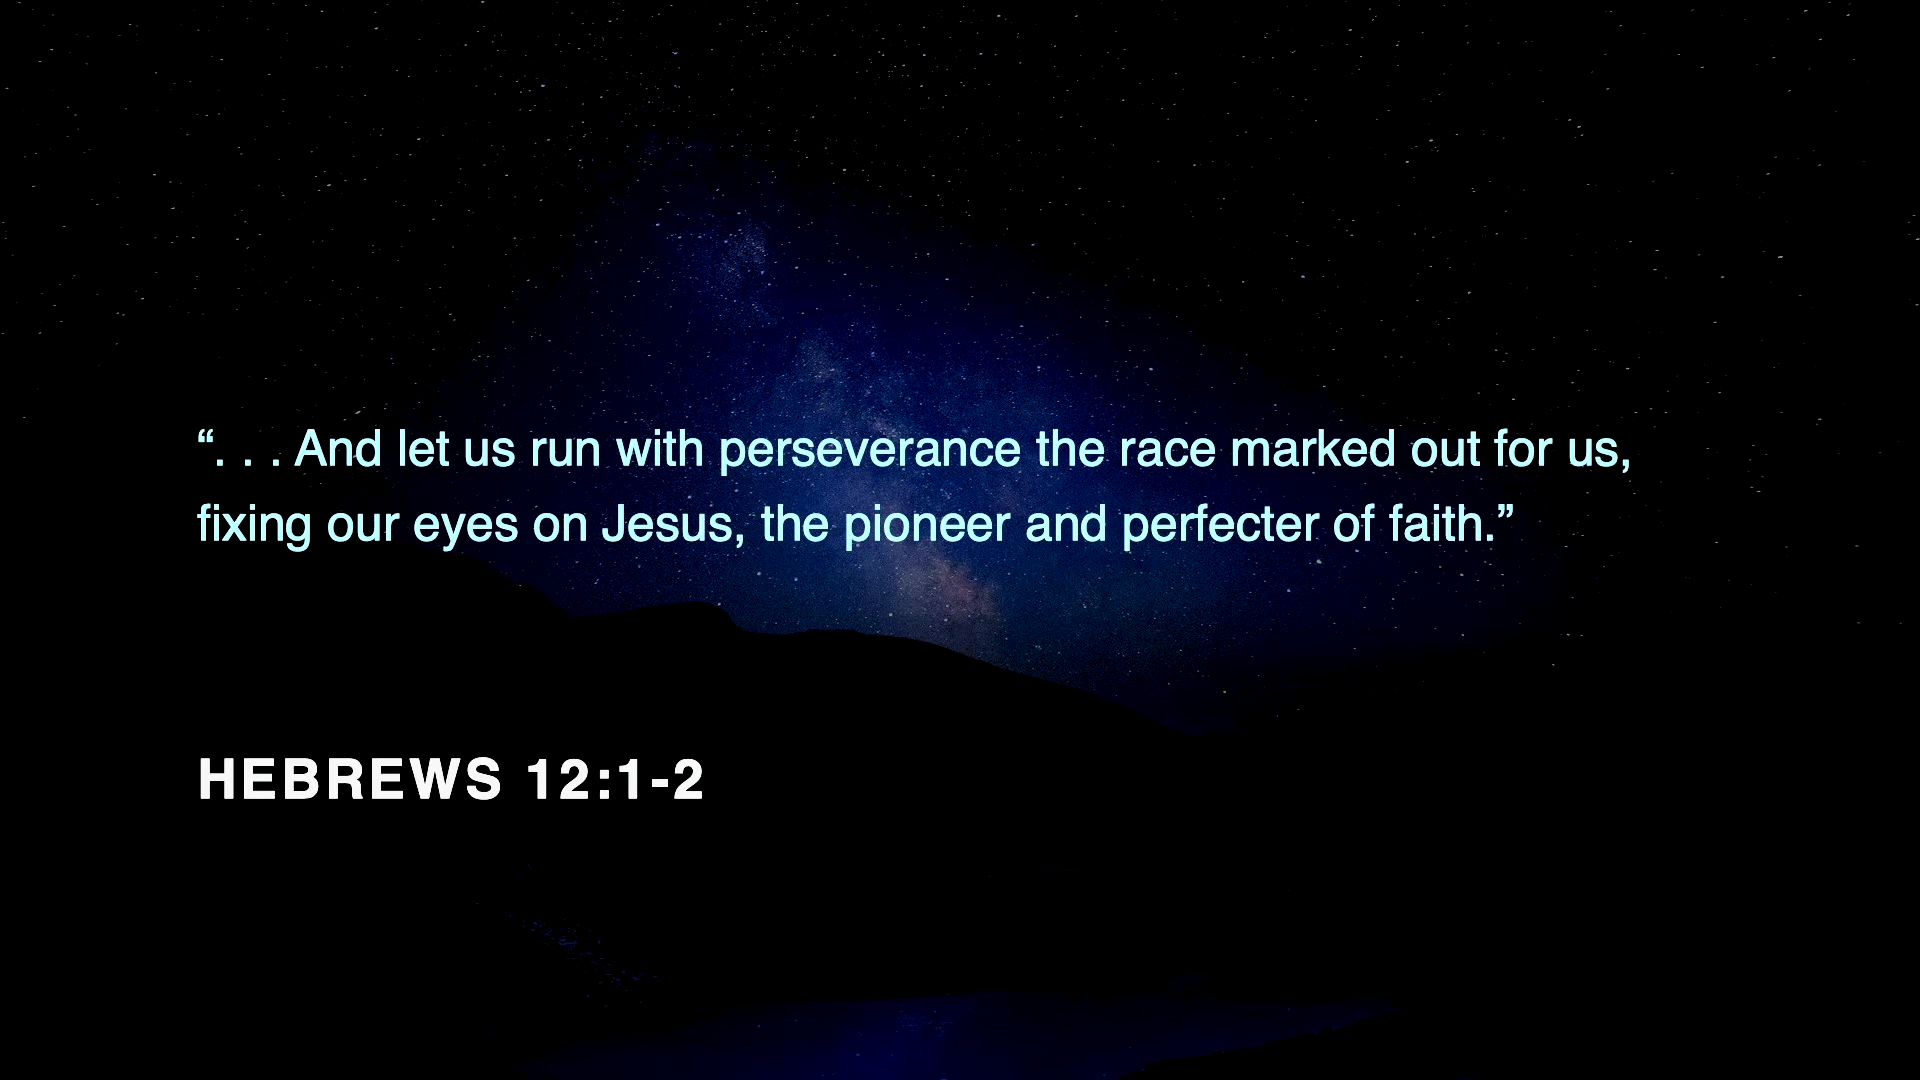 “. . . And let us run with perseverance the race marked out for us,
fixing our eyes on Jesus, the pioneer and perfecter of faith.”
HEBREWS 12:1-2